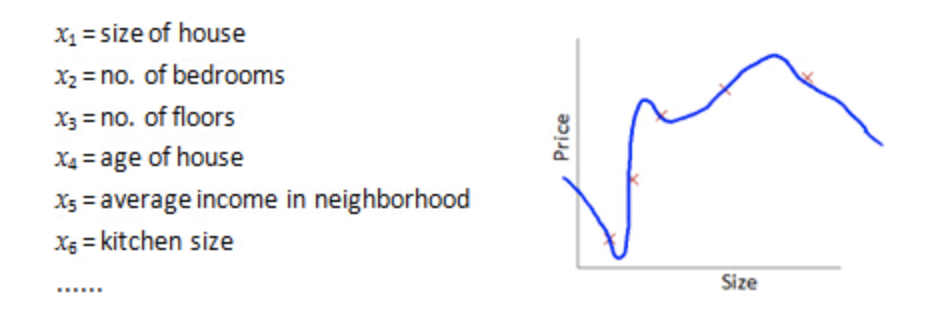 x₁ = size of house
x₂ = no. of bedrooms
x₃ = no. of floors
x₄ = age of house
x₅ = average income in neighborhood
x₆ = kitchen size
......
Price
Size